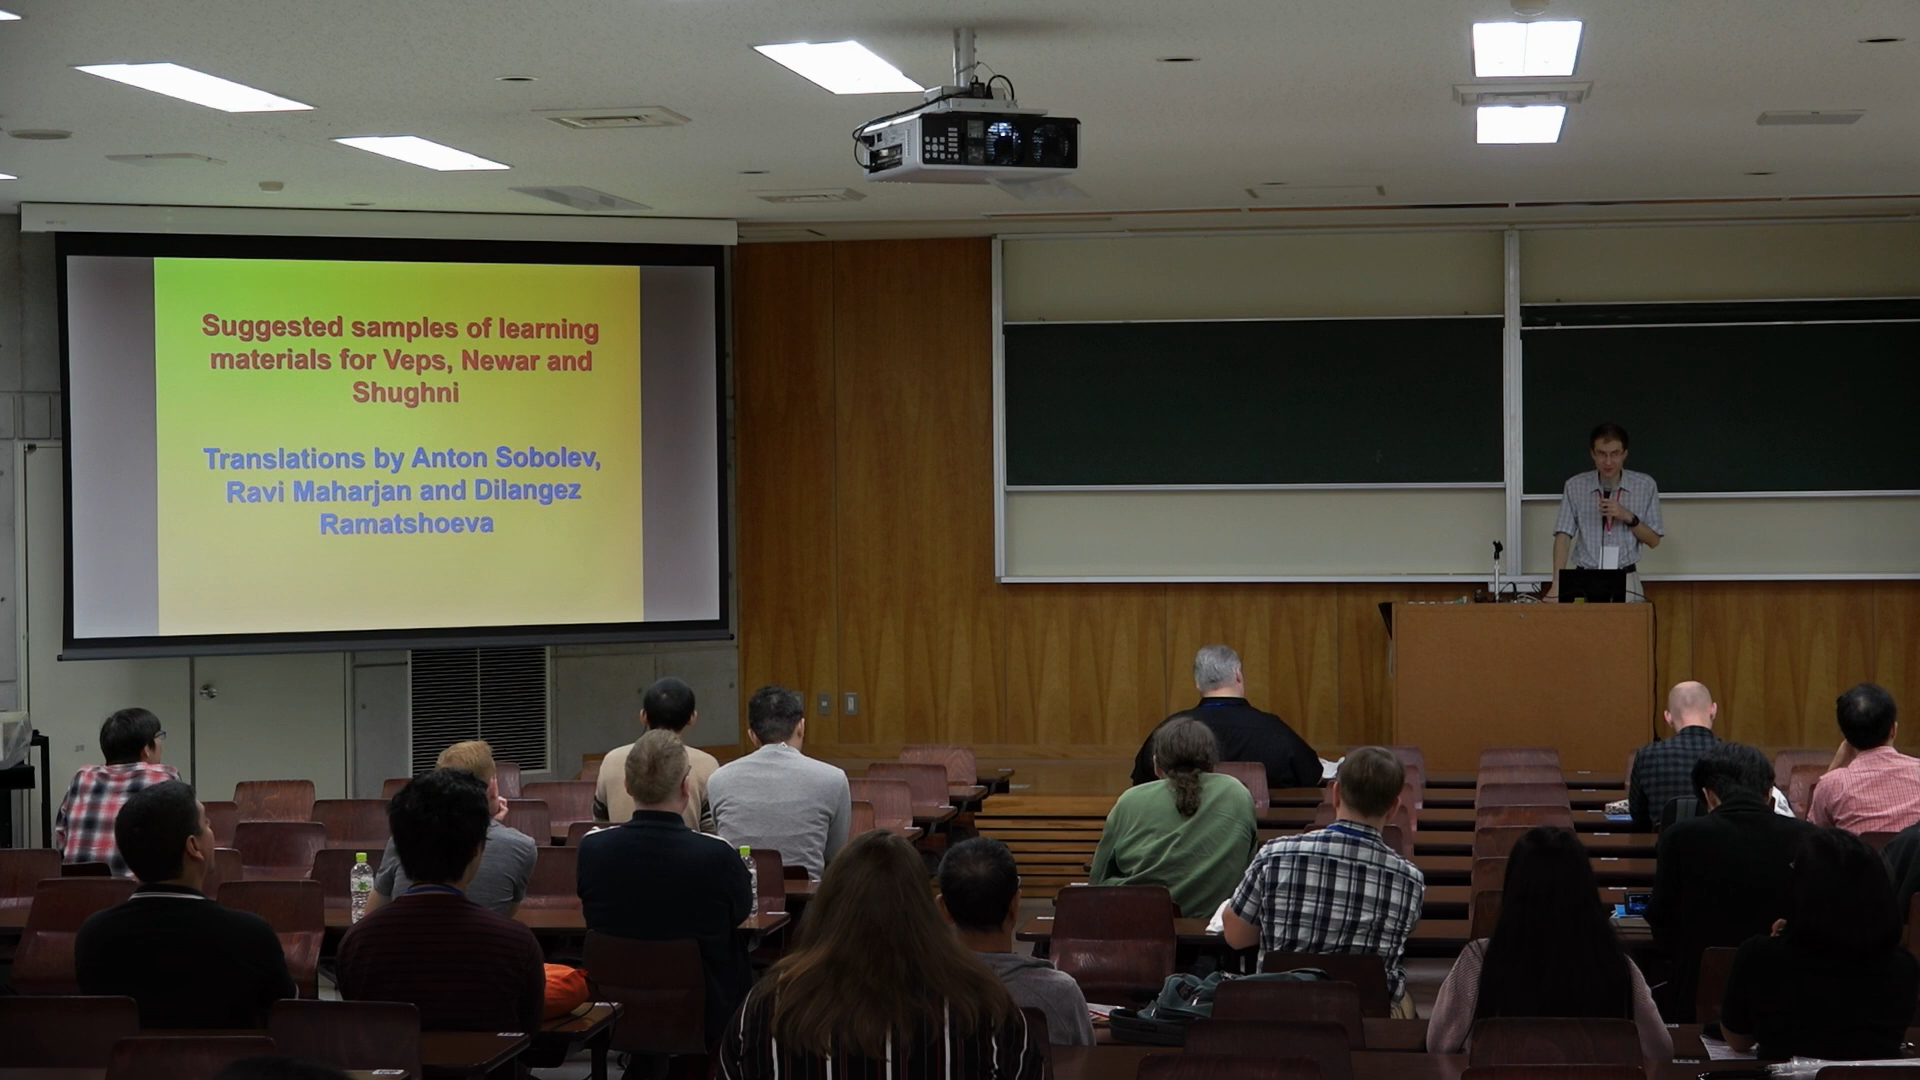 Suggested samples of learning
materials for Veps, Newar and
Shughni
Translations by Anton Sobolev,
Ravi Maharjan and Dilangez
Ramatshoeva